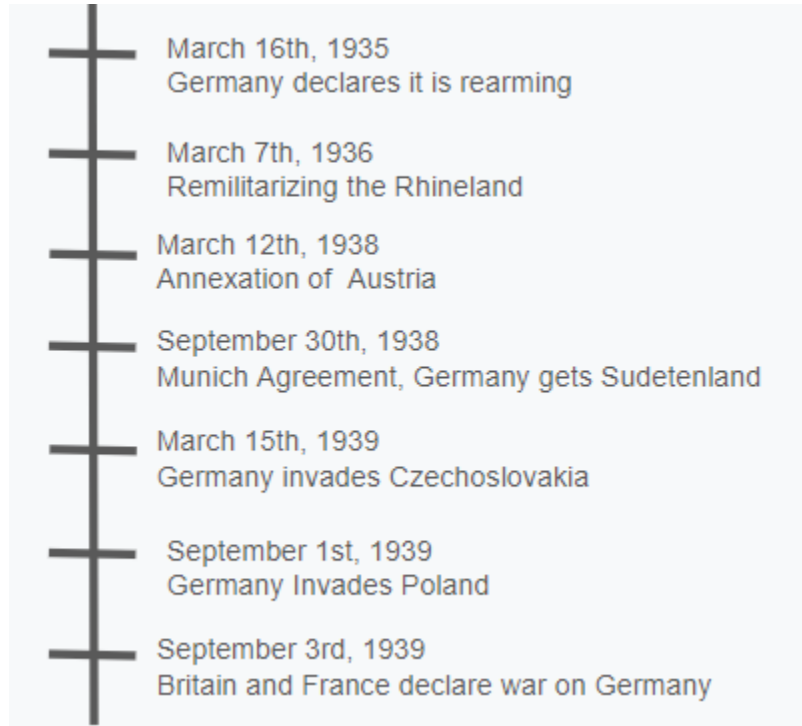 March 16th, 1935
Germany declares it is rearming
March 7th, 1936
Remilitarizing the Rhineland
March 12th, 1938
Annexation of  Austria
September 30th, 1938
Munich Agreement, Germany gets Sudetenland
March 15th, 1939
Germany invades Czechoslovakia
September 1st, 1939
Germany Invades Poland
September 3rd, 1939
Britain and France declare war on Germany